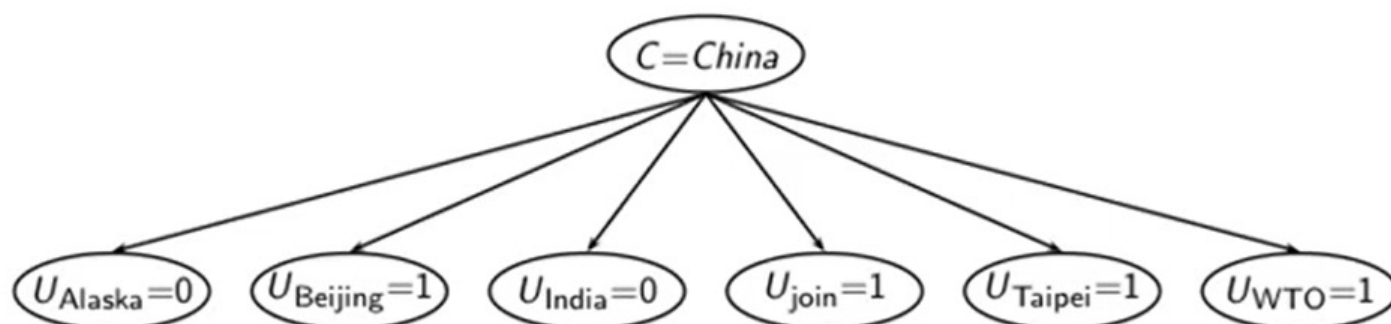 C=China
U_Alaska=0 U_Beijing=1 U_India=0 U_join=1 U_Taipei=1 U_WTO=1